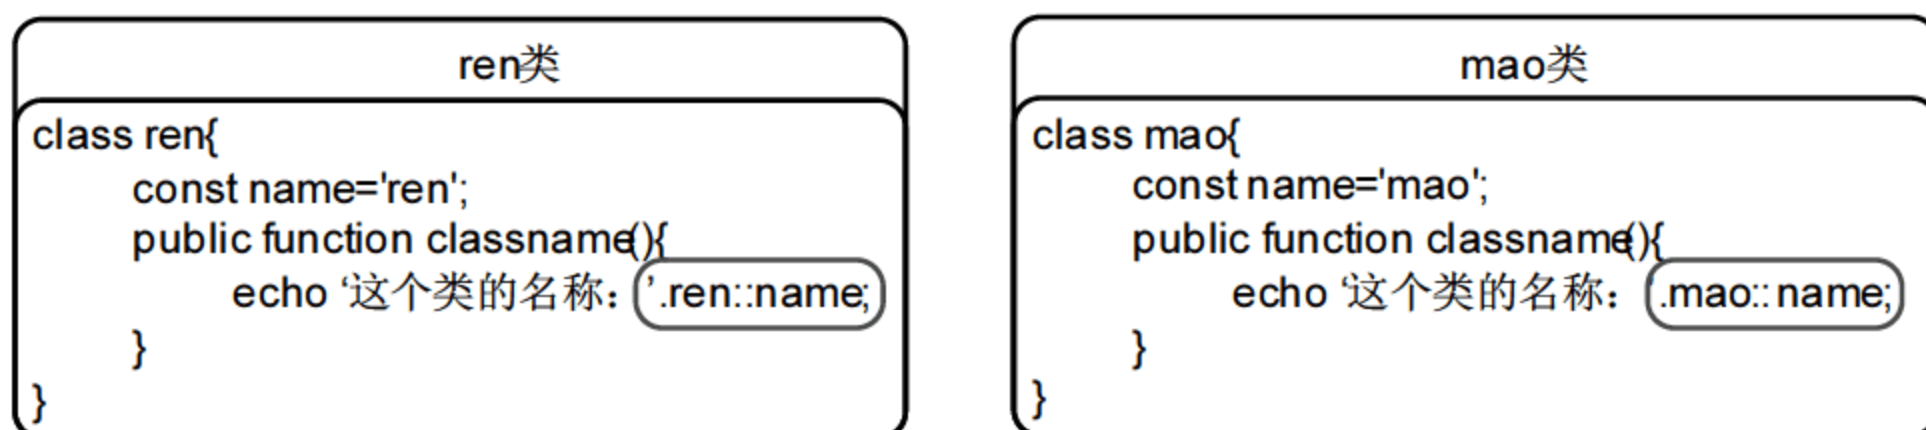 ren类
class ren{
const name='ren';
public function classname(){
echo ‘这个类的名称：’.ren::name;
}
}
mao类
class mao{
const name='mao';
public function classname(){
echo ‘这个类的名称：’.mao::name;
}
}